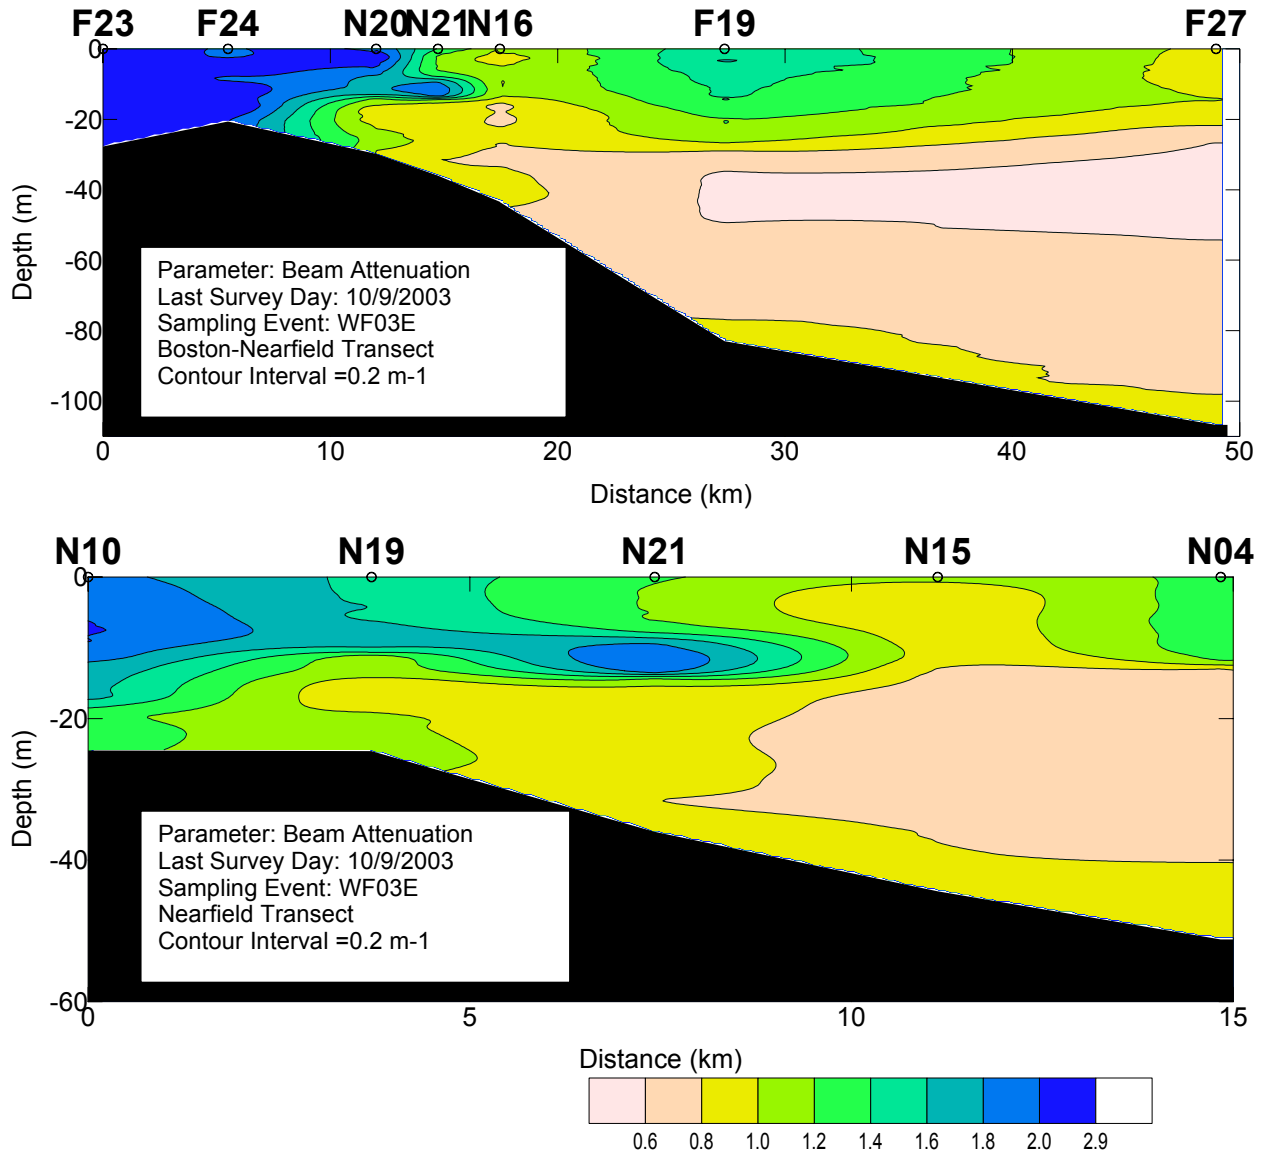 F23 F24 N20 N21 N16 F19 F27
0
-20
-40
-60
-80
-100
Depth (m)
Parameter: Beam Attenuation
Last Survey Day: 10/9/2003
Sampling Event: WF03E
Boston-Nearfield Transect
Contour Interval =0.2 m-1
0 10 20 30 40 50
Distance (km)
N10 N19 N21 N15 N04
0
-20
-40
-60
Depth (m)
Parameter: Beam Attenuation
Last Survey Day: 10/9/2003
Sampling Event: WF03E
Nearfield Transect
Contour Interval =0.2 m-1
0 5 10 15
Distance (km)
0.6 0.8 1.0 1.2 1.4 1.6 1.8 2.0 2.9